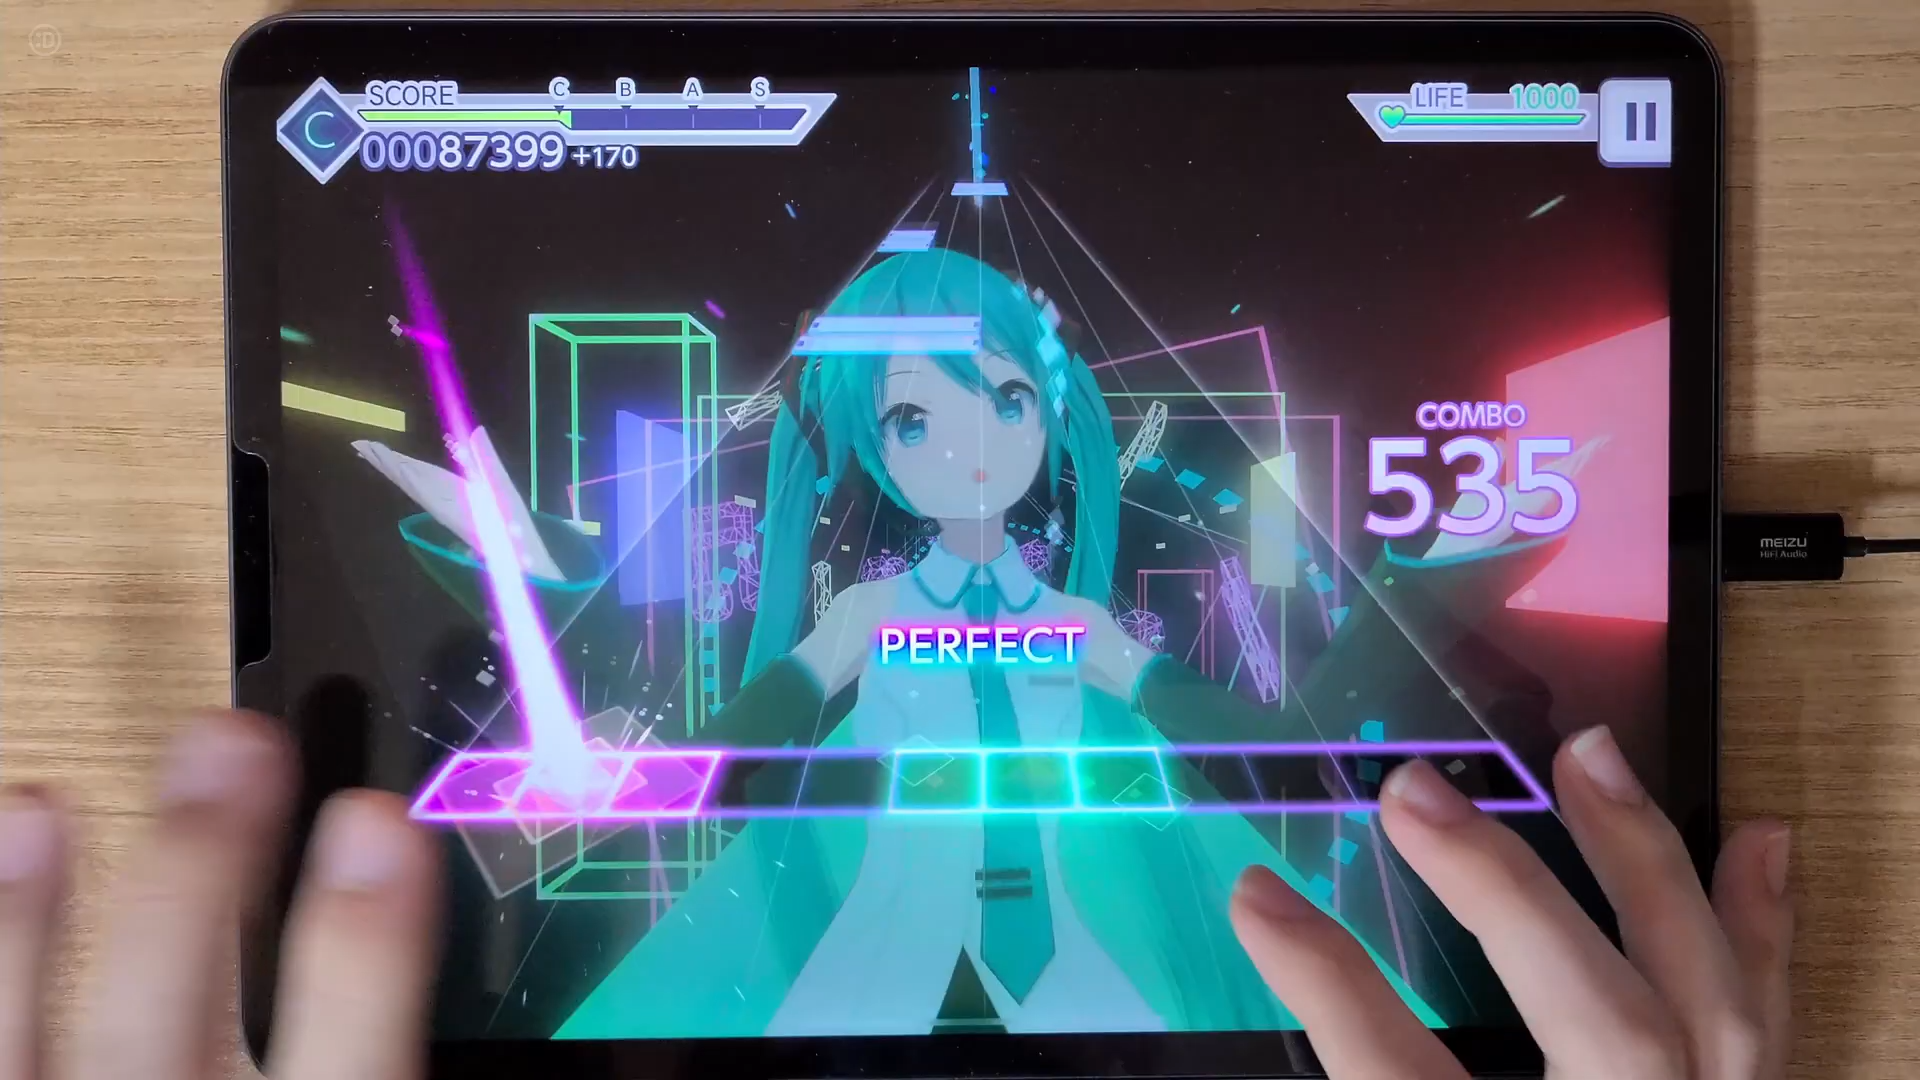 :D
SCORE
C B A S
C
00087399 +170
LIFE 1000
COMBO
535
PERFECT
MEIZU
HiFi Audio